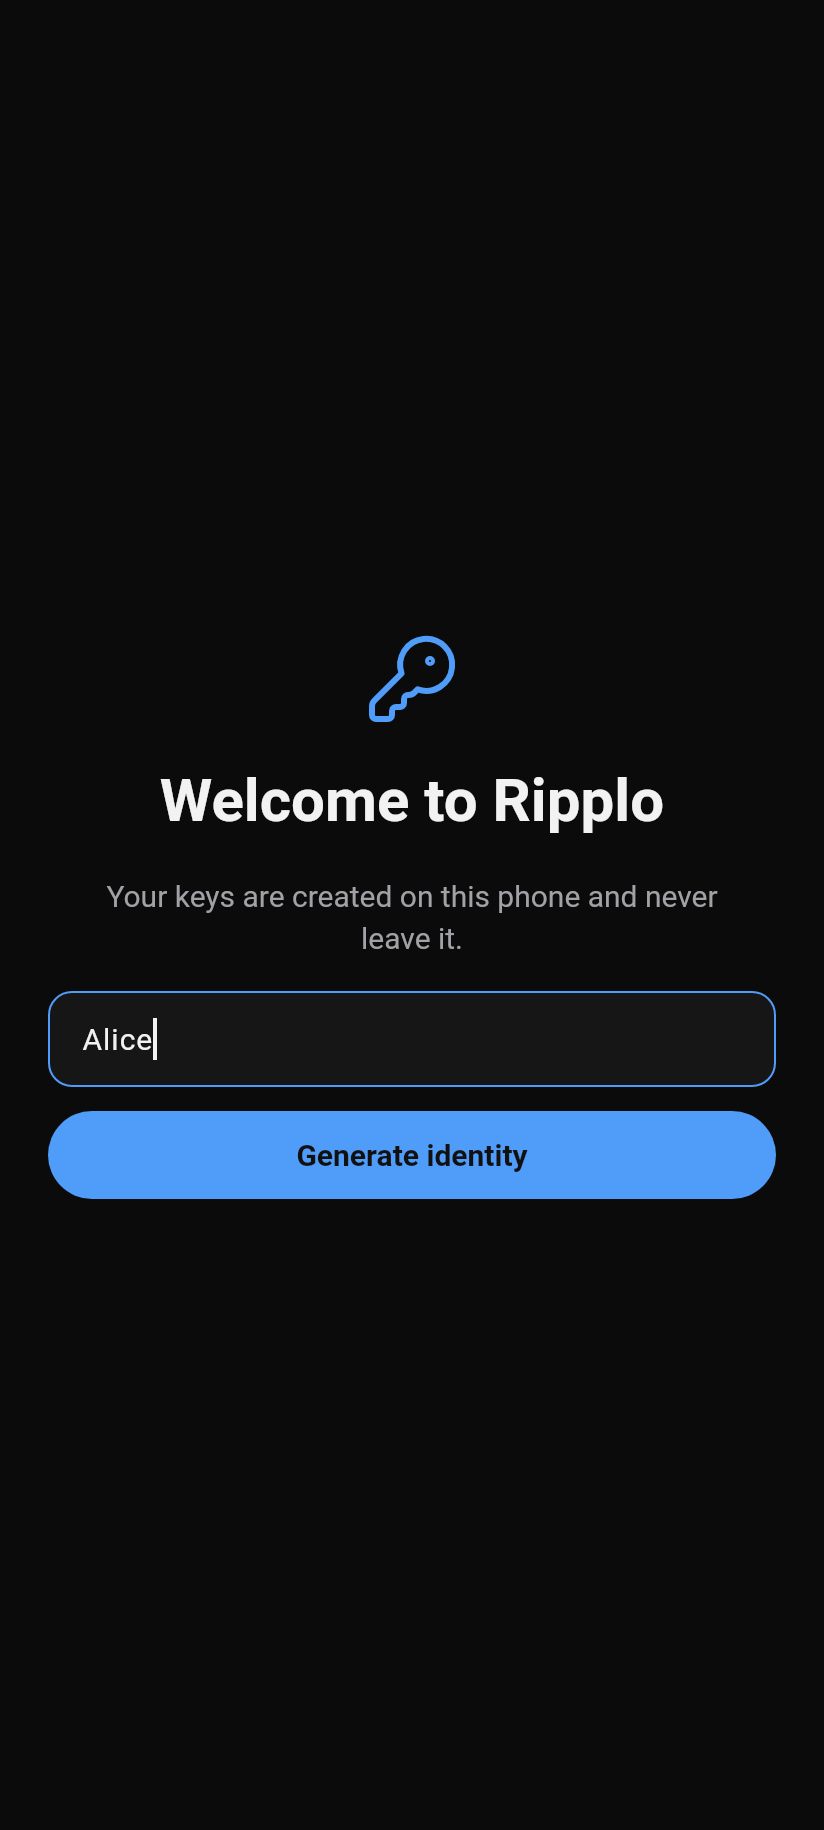 Welcome to Ripplo
Your keys are created on this phone and never
leave it.
Alice
Generate identity